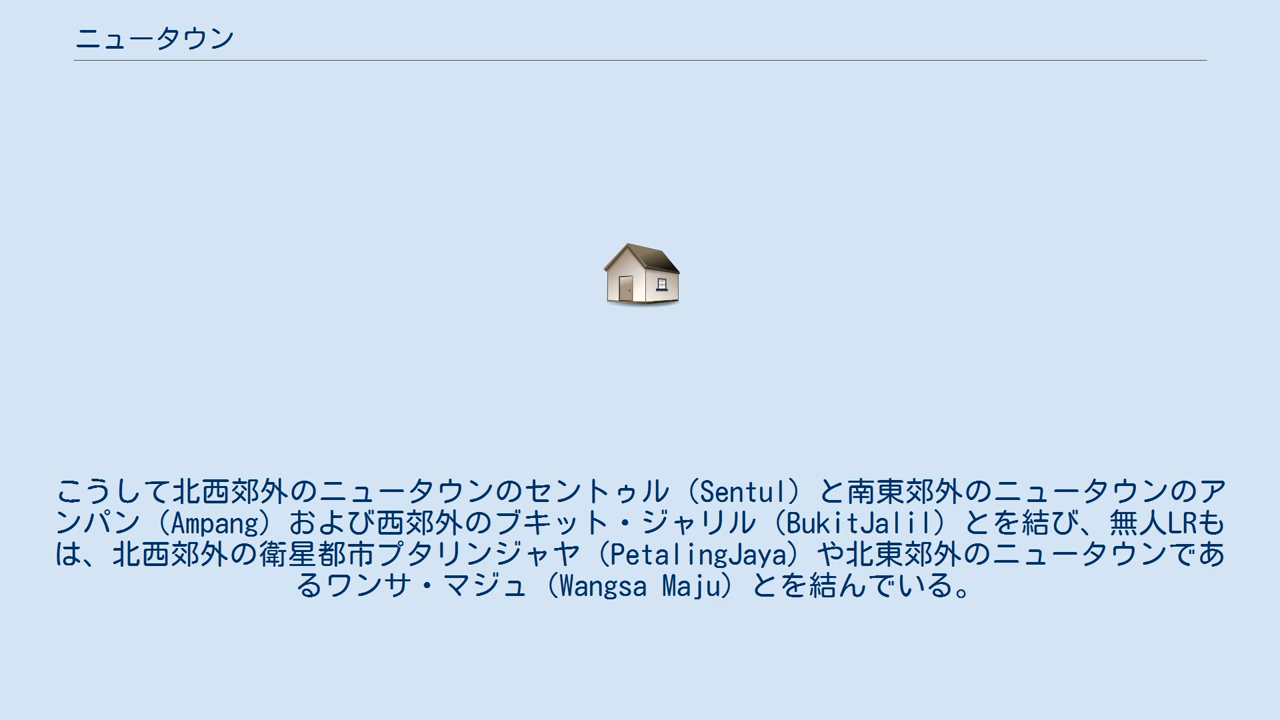 ニュータウン
こうして北西郊外のニュータウンのセントゥル（Sentul）と南東郊外のニュータウンのア
ンパン（Ampang）および西郊外のブキット・ジャリル（BukitJalil）とを結び、無人LRも
は、北西郊外の衛星都市プタリンジャヤ（PetalingJaya）や北東郊外のニュータウンであ
るワンサ・マジュ（Wangsa Maju）とを結んでいる。